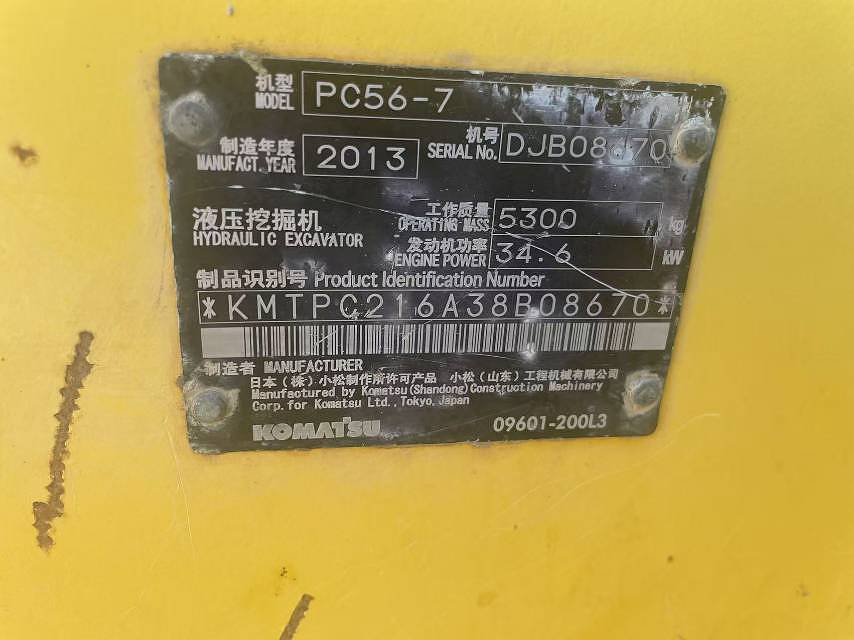 机型
MODEL PC56-7
制造年度
MANUFACT YEAR 2013
机号
SERIAL No. DJB08670
液压挖掘机
HYDRAULIC EXCAVATOR
工作质量
OPERATING MASS 5300 kg
发动机功率
ENGINE POWER 34.6 kW
制品识别号 Product Identification Number
*KMTPC216A38B08670*
制造者 MANUFACTURER
日本（株）小松制作所许可产品 小松（山东）工程机械有限公司
Manufactured by Komatsu(Shandong)Construction Machinery
Corp.for Komatsu Ltd.,Tokyo,Japan
KOMATSU 09601-200L3